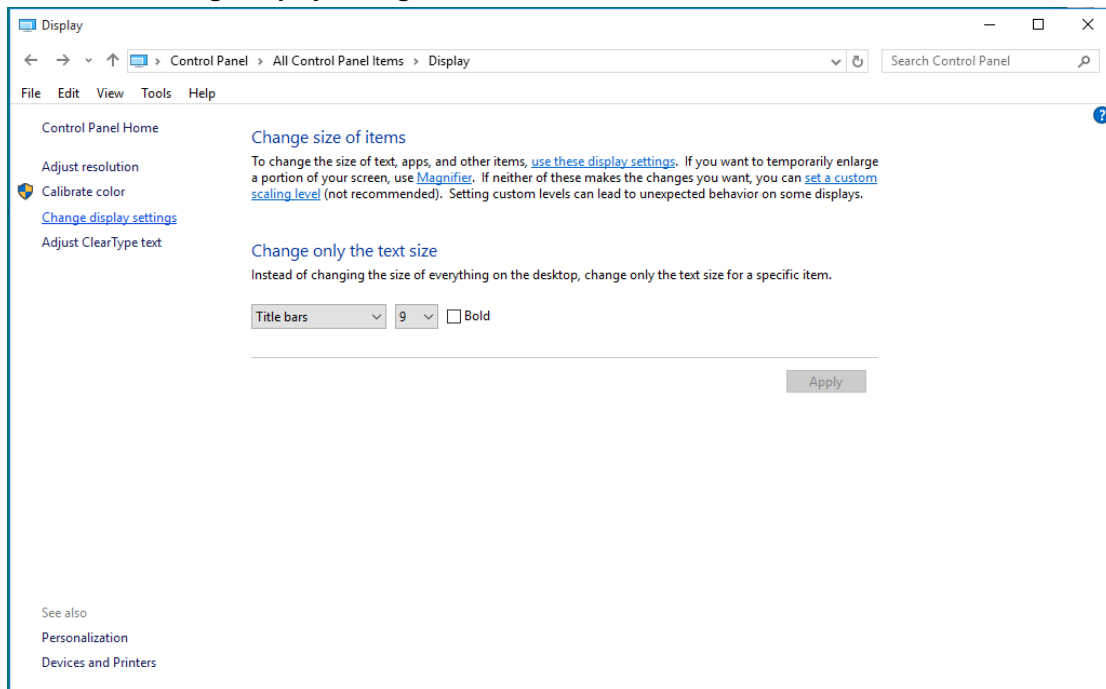 Display
Control Panel > All Control Panel Items > Display
Search Control Panel
File Edit View Tools Help
Control Panel Home
Adjust resolution
Calibrate color
Change display settings
Adjust ClearType text
Change size of items
To change the size of text, apps, and other items, use these display settings. If you want to temporarily enlarge
a portion of your screen, use Magnifier. If neither of these makes the changes you want, you can set a custom
scaling level (not recommended). Setting custom levels can lead to unexpected behavior on some displays.
Change only the text size
Instead of changing the size of everything on the desktop, change only the text size for a specific item.
Title bars 9 Bold
Apply
See also
Personalization
Devices and Printers